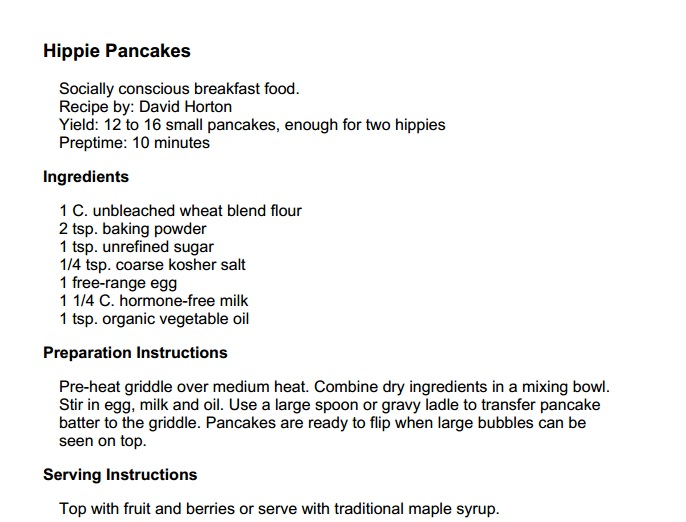 Hippie Pancakes
Socially conscious breakfast food.
Recipe by: David Horton
Yield: 12 to 16 small pancakes, enough for two hippies
Preptime: 10 minutes
Ingredients
1 C. unbleached wheat blend flour
2 tsp. baking powder
1 tsp. unrefined sugar
1/4 tsp. coarse kosher salt
1 free-range egg
1 1/4 C. hormone-free milk
1 tsp. organic vegetable oil
Preparation Instructions
Pre-heat griddle over medium heat. Combine dry ingredients in a mixing bowl.
Stir in egg, milk and oil. Use a large spoon or gravy ladle to transfer pancake
batter to the griddle. Pancakes are ready to flip when large bubbles can be
seen on top.
Serving Instructions
Top with fruit and berries or serve with traditional maple syrup.